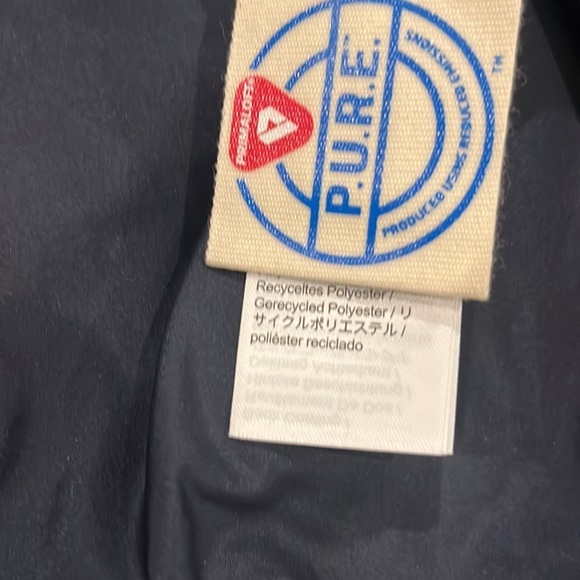 PRIMALOFT
P.U.R.E.™
PRODUCED USING REDUCED EMISSIONS ™
Recyceltes Polyester /
Gerecycled Polyester / リ
サイクルポリエステル /
poliéster reciclado